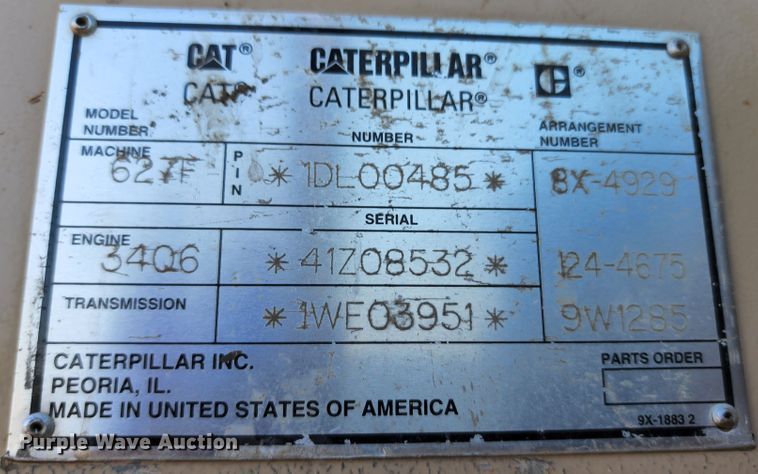 CAT® CATERPILLAR® C®
CAT® CATERPILLAR®
MODEL NUMBER NUMBER ARRANGEMENT NUMBER
MACHINE 627F PIN *1DL00485* 8X-4929
SERIAL
ENGINE 3406 *41Z08532* 124-4675
TRANSMISSION *1WE03951* 9W1285
CATERPILLAR INC. PARTS ORDER
PEORIA, IL.
MADE IN UNITED STATES OF AMERICA
9X-1883 2
Purple Wave Auction